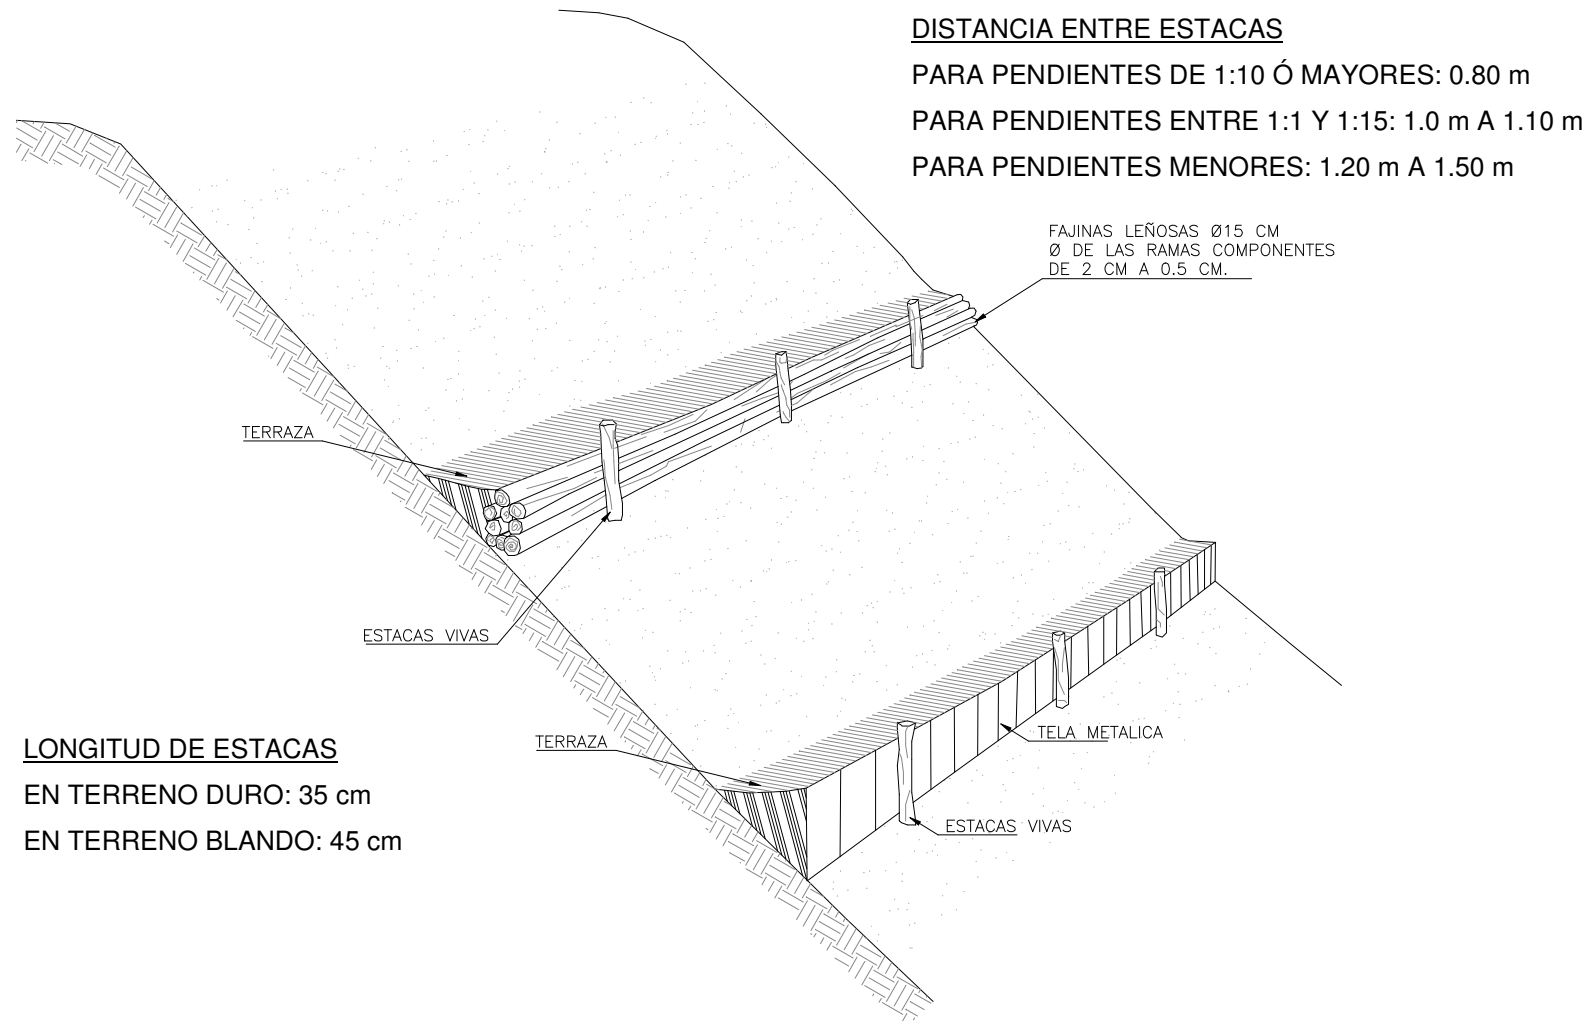 DISTANCIA ENTRE ESTACAS
PARA PENDIENTES DE 1:10 Ó MAYORES: 0.80 m
PARA PENDIENTES ENTRE 1:1 Y 1:15: 1.0 m A 1.10 m
PARA PENDIENTES MENORES: 1.20 m A 1.50 m
FAJINAS LEÑOSAS Ø15 CM
Ø DE LAS RAMAS COMPONENTES
DE 2 CM A 0.5 CM.
TERRAZA
ESTACAS VIVAS
TERRAZA
TELA METALICA
ESTACAS VIVAS
LONGITUD DE ESTACAS
EN TERRENO DURO: 35 cm
EN TERRENO BLANDO: 45 cm